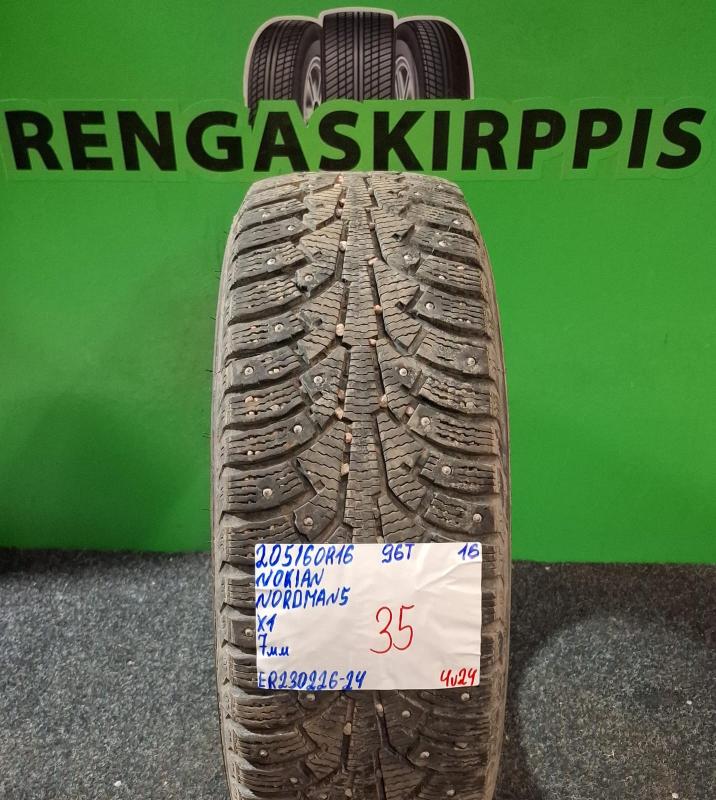 RENGASKIRPPIS
205/60R16 96T 16
NOKIAN
NORDMAN5
X1
7мм
35
ER230226-24 4v24